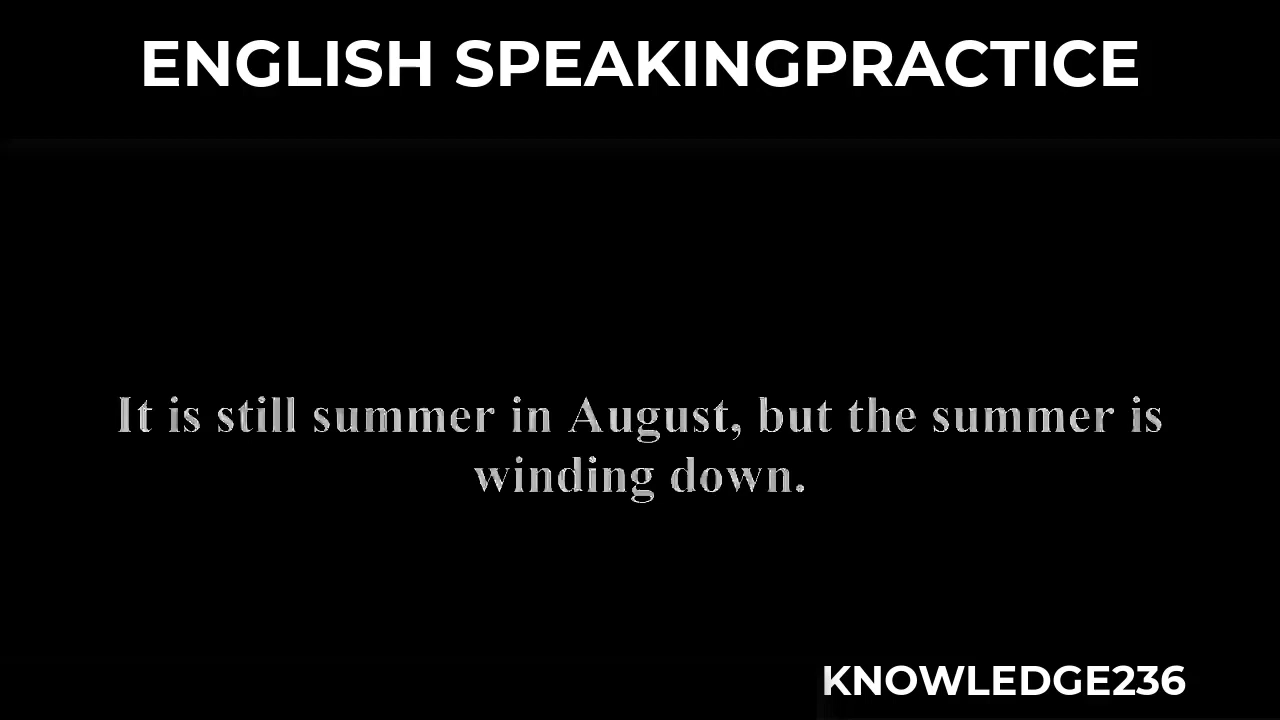 ENGLISH SPEAKINGPRACTICE
It is still summer in August, but the summer is
winding down.
KNOWLEDGE236